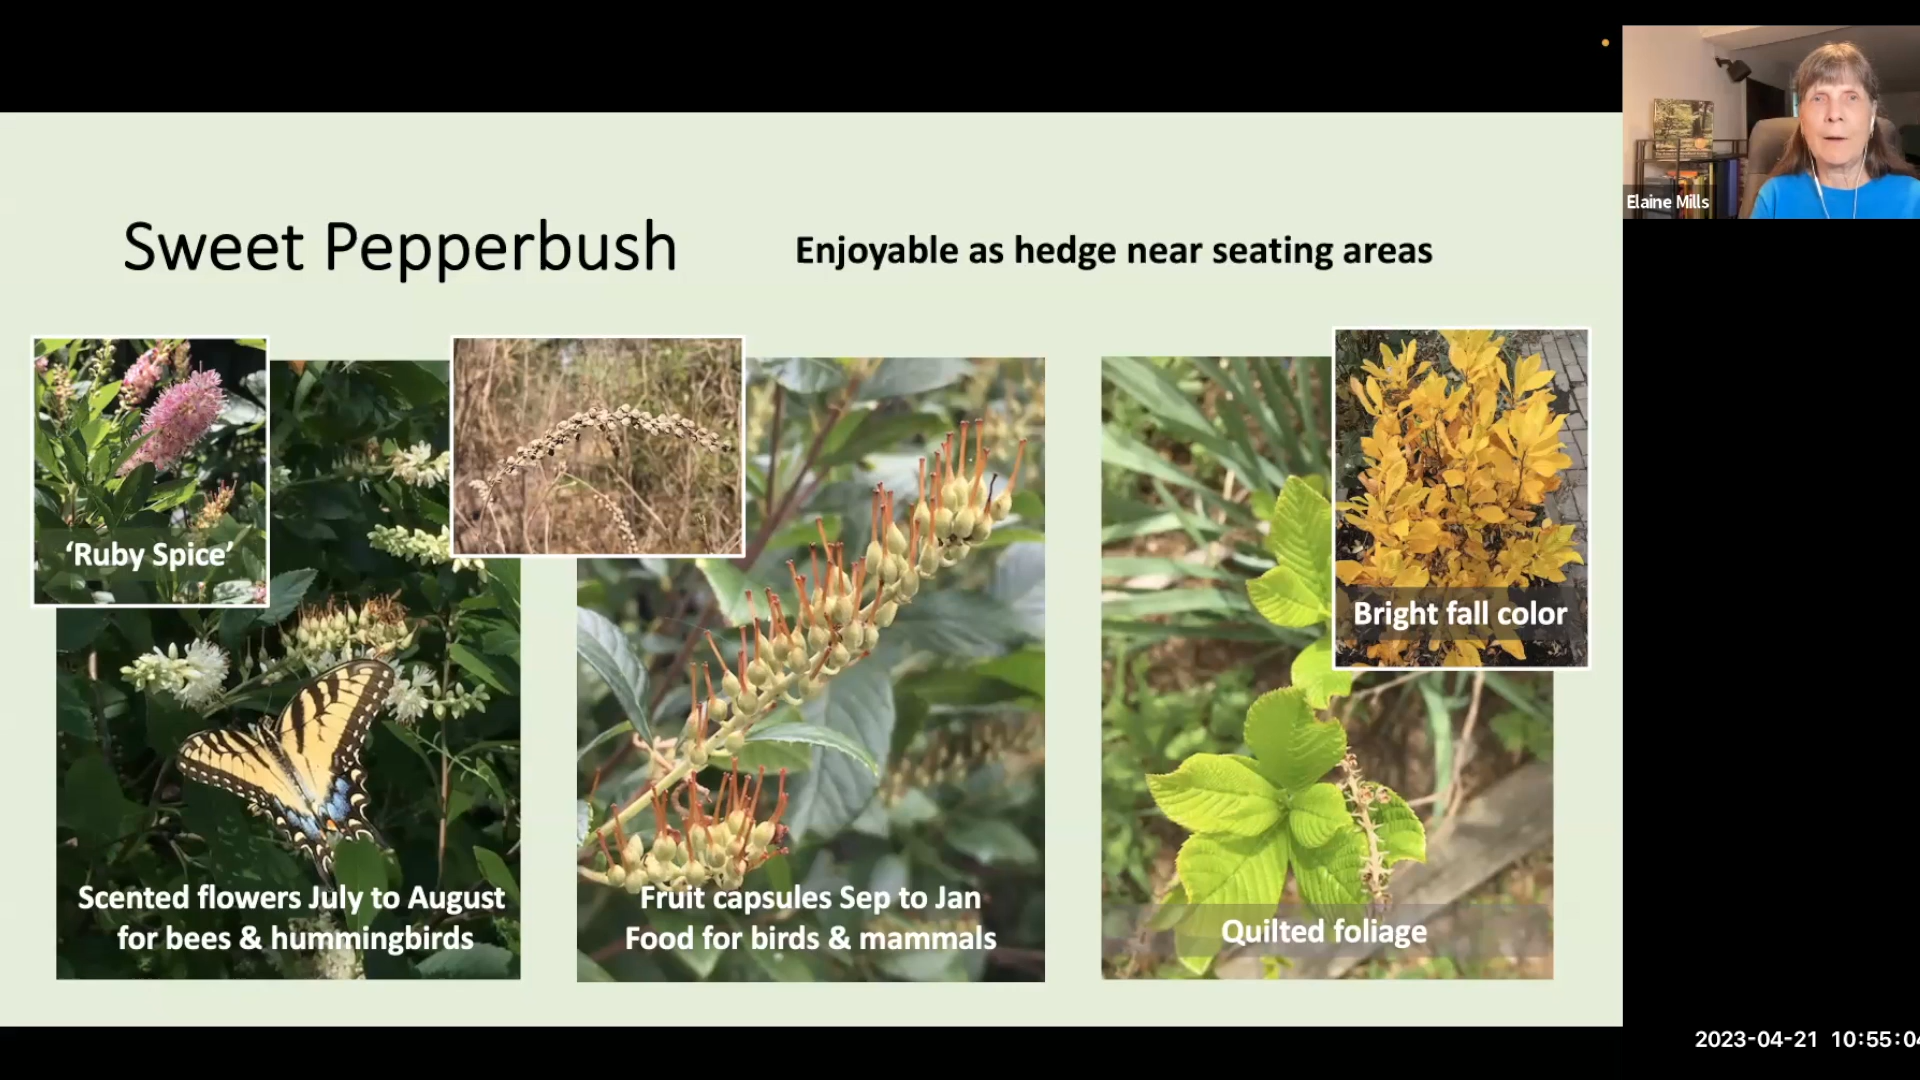 Elaine Mills
Sweet Pepperbush
Enjoyable as hedge near seating areas
‘Ruby Spice’
Bright fall color
Scented flowers July to August
for bees & hummingbirds
Fruit capsules Sep to Jan
Food for birds & mammals
Quilted foliage
2023-04-21 10:55:04